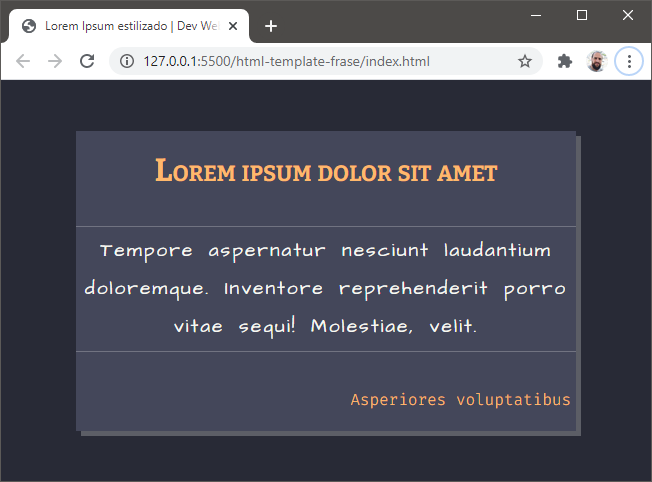 Lorem Ipsum estilizado | Dev We
127.0.0.1:5500/html-template-frase/index.html
Lorem ipsum dolor sit amet
Tempore aspernatur nesciunt laudantium
doloremque. Inventore reprehenderit porro
vitae sequi! Molestiae, velit.
Asperiores voluptatibus